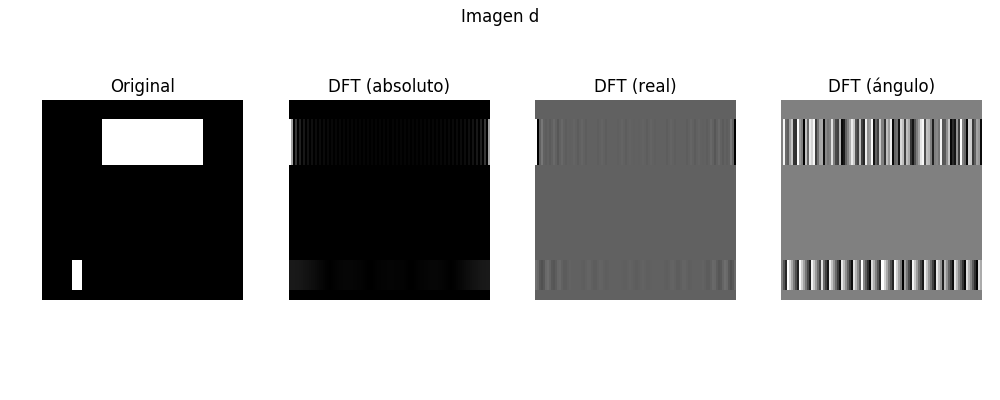 Imagen d
Original
DFT (absoluto)
DFT (real)
DFT (ángulo)